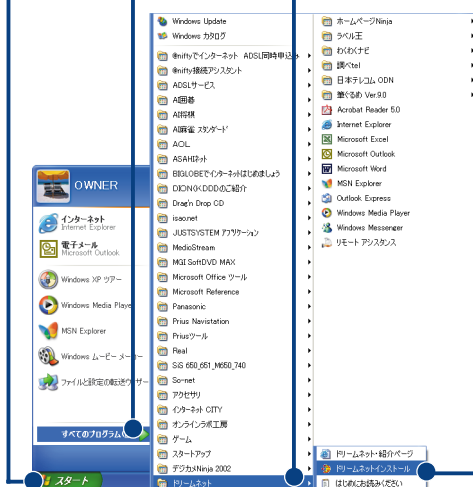 OWNER
インターネット
Internet Explorer
電子メール
Microsoft Outlook
Windows XP ツアー
Windows Media Playe
MSN Explorer
Windows ムービー メーカー
ファイルと設定の転送ウィザー
すべてのプログラム(P)
スタート
Windows Update
Windows カタログ
@niftyでインターネット ADSL同時申込み
@nifty接続アシスタント
ADSLサービス
AI囲碁
AI将棋
AI麻雀 スタンダード
AOL
ASAHIネット
BIGLOBEでインターネットはじめましょう
DION(KDDDIのご紹介
Drag'n Drop CD
isao.net
JUSTSYSTEM アプリケーション
MedioStream
MGI SoftDVD MAX
Microsoft Office ツール
Microsoft Reference
Panasonic
Prius Navistation
Priusツール
Real
SiS 650_651_M650_740
So-net
アクセサリ
インターネット CITY
オンラインラボ工房
ゲーム
スタートアップ
デジカメNinja 2002
ドリームネット
ホームページNinja
ラベル王
わくわくナビ
調べtel
日本テレコム ODN
筆ぐるめ Ver.9.0
Acrobat Reader 5.0
Internet Explorer
Microsoft Excel
Microsoft Outlook
Microsoft Word
MSN Explorer
Outlook Express
Windows Media Player
Windows Messenger
リモート アシスタンス
ドリームネット・紹介ページ
ドリームネットインストール
はじめにお読みください